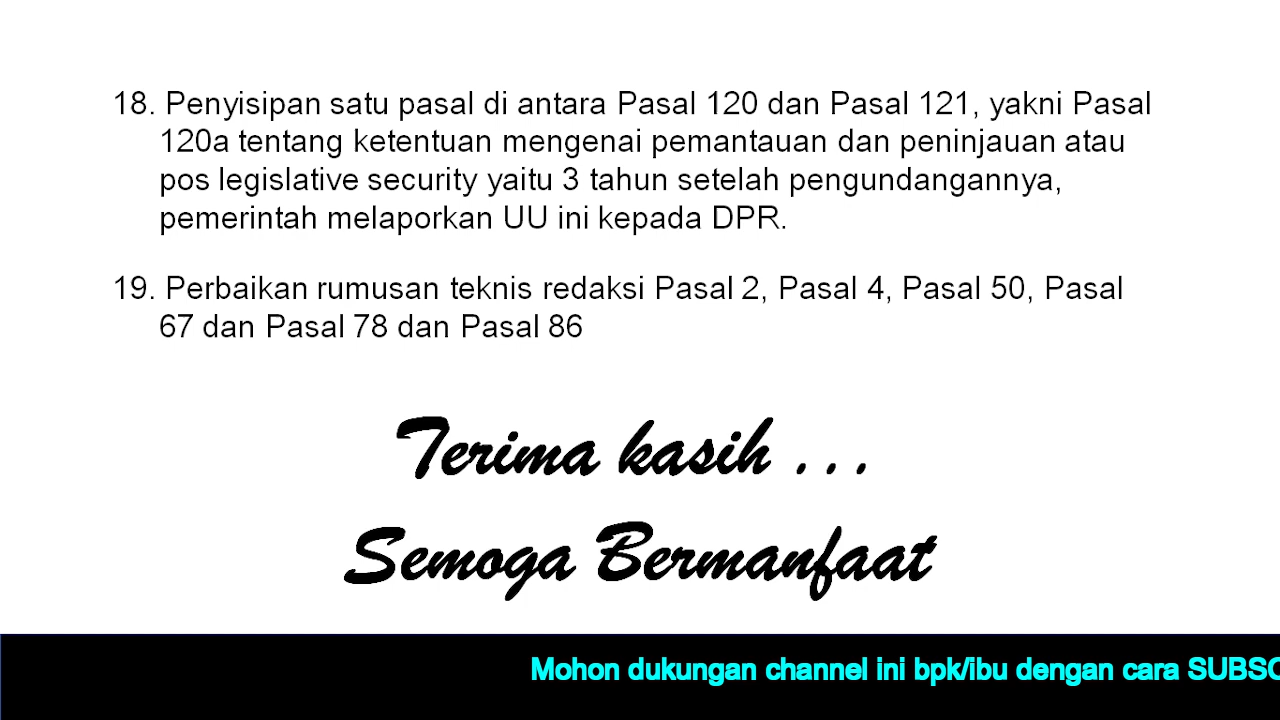 18. Penyisipan satu pasal di antara Pasal 120 dan Pasal 121, yakni Pasal
120a tentang ketentuan mengenai pemantauan dan peninjauan atau
pos legislative security yaitu 3 tahun setelah pengundangannya,
pemerintah melaporkan UU ini kepada DPR.
19. Perbaikan rumusan teknis redaksi Pasal 2, Pasal 4, Pasal 50, Pasal
67 dan Pasal 78 dan Pasal 86
Terima kasih ...
Semoga Bermanfaat
Mohon dukungan channel ini bpk/ibu dengan cara